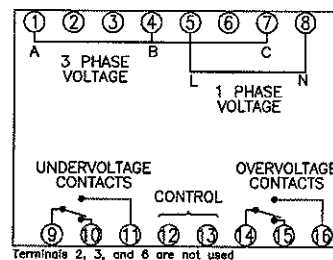 1 2 3 4 5 6 7 8
A B C
3 PHASE VOLTAGE
L N
1 PHASE VOLTAGE
UNDERVOLTAGE CONTACTS
OVERVOLTAGE CONTACTS
CONTROL
9 10 11 12 13 14 15 16
Terminals 2, 3, and 6 are not used